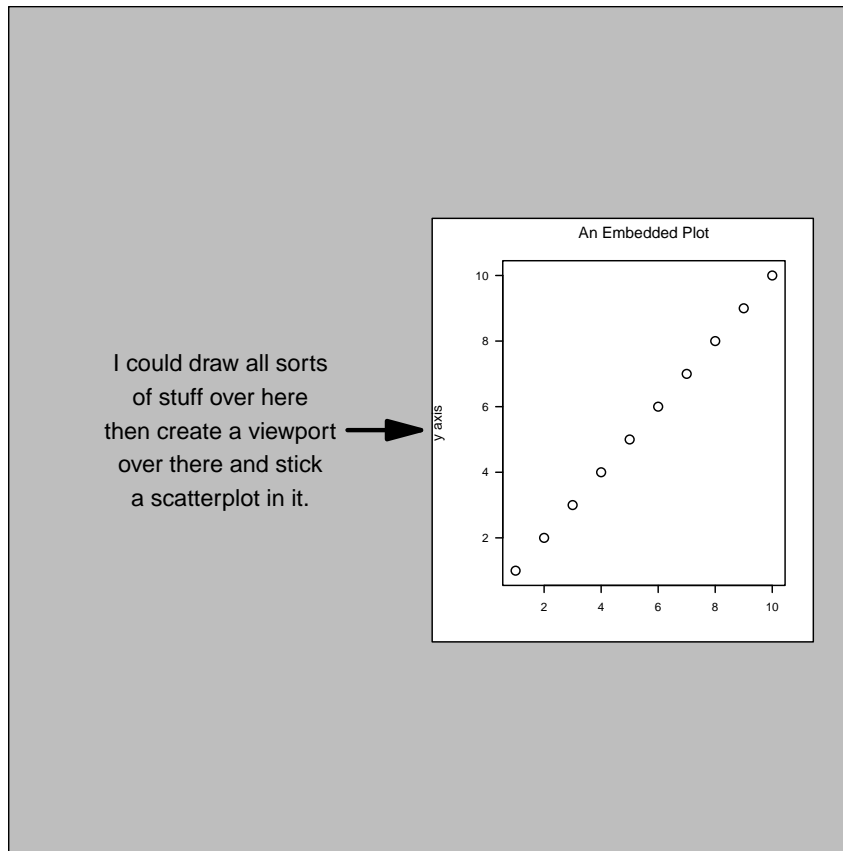 I could draw all sorts
of stuff over here
then create a viewport
over there and stick
a scatterplot in it.
An Embedded Plot
y axis
10
8
6
4
2
2 4 6 8 10